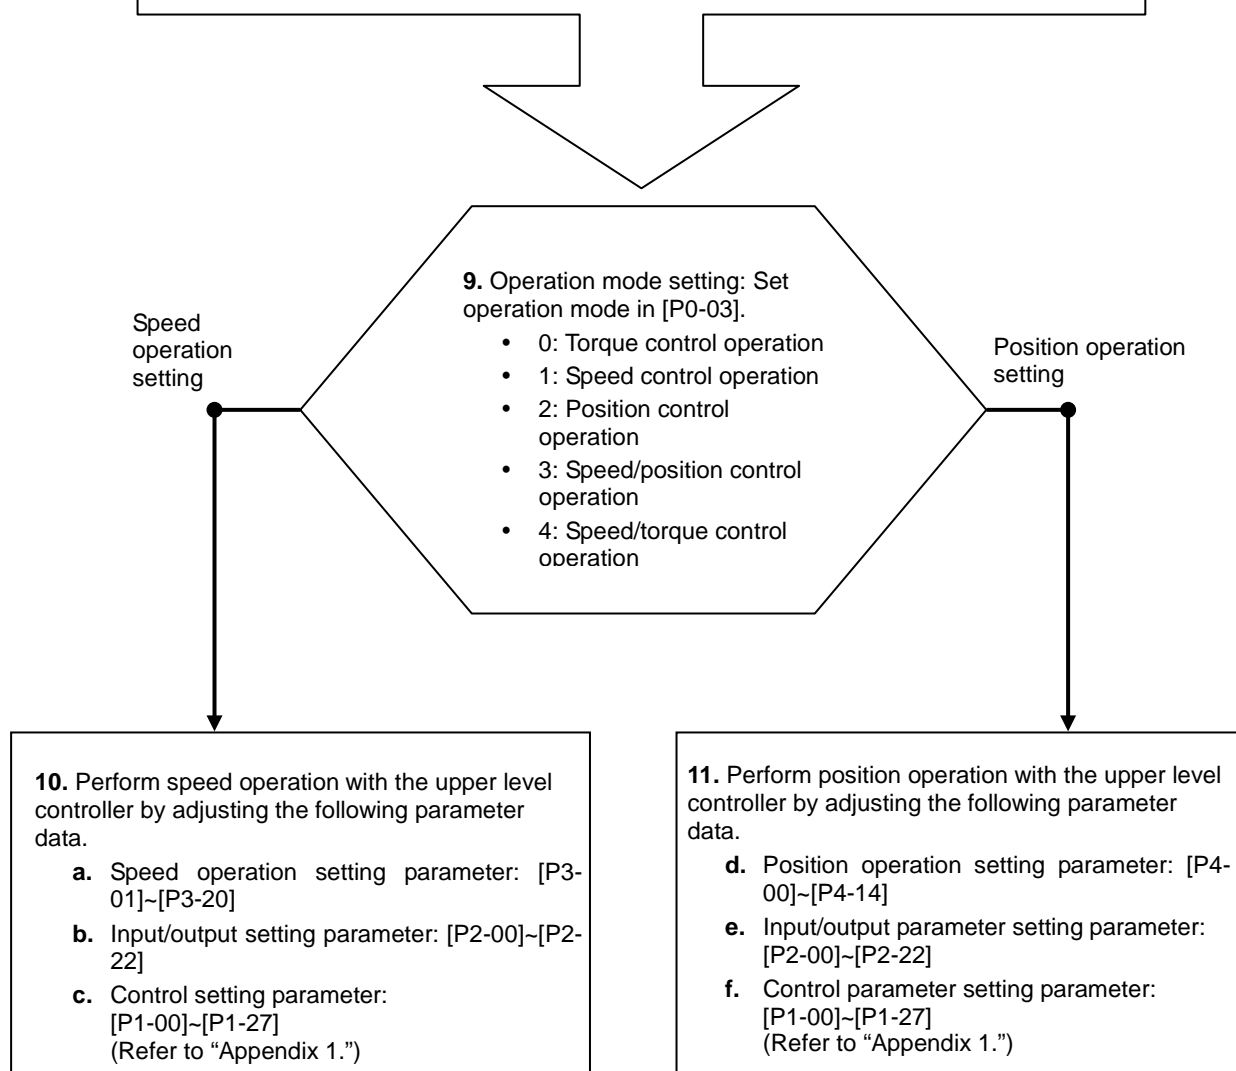 9. Operation mode setting: Set
operation mode in [P0-03].
• 0: Torque control operation
• 1: Speed control operation
• 2: Position control
operation
• 3: Speed/position control
operation
• 4: Speed/torque control
operation
Speed
operation
setting
Position operation
setting
10. Perform speed operation with the upper level
controller by adjusting the following parameter
data.
a. Speed operation setting parameter: [P3-
01]~[P3-20]
b. Input/output setting parameter: [P2-00]~[P2-
22]
c. Control setting parameter:
[P1-00]~[P1-27]
(Refer to “Appendix 1.”)
11. Perform position operation with the upper level
controller by adjusting the following parameter
data.
d. Position operation setting parameter: [P4-
00]~[P4-14]
e. Input/output parameter setting parameter:
[P2-00]~[P2-22]
f. Control parameter setting parameter:
[P1-00]~[P1-27]
(Refer to “Appendix 1.”)